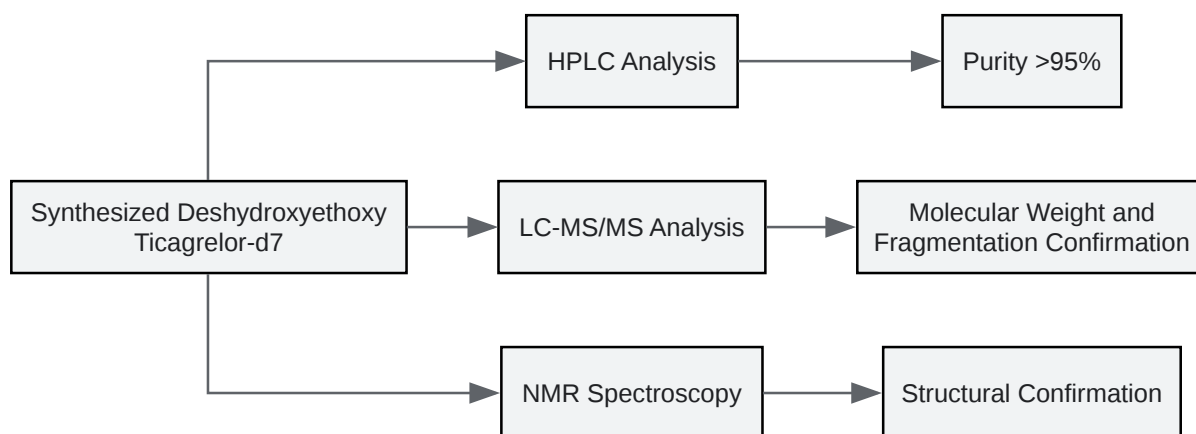 HPLC Analysis
Purity >95%
Synthesized Deshydroxyethoxy
Ticagrelor-d7
LC-MS/MS Analysis
Molecular Weight and
Fragmentation Confirmation
NMR Spectroscopy
Structural Confirmation